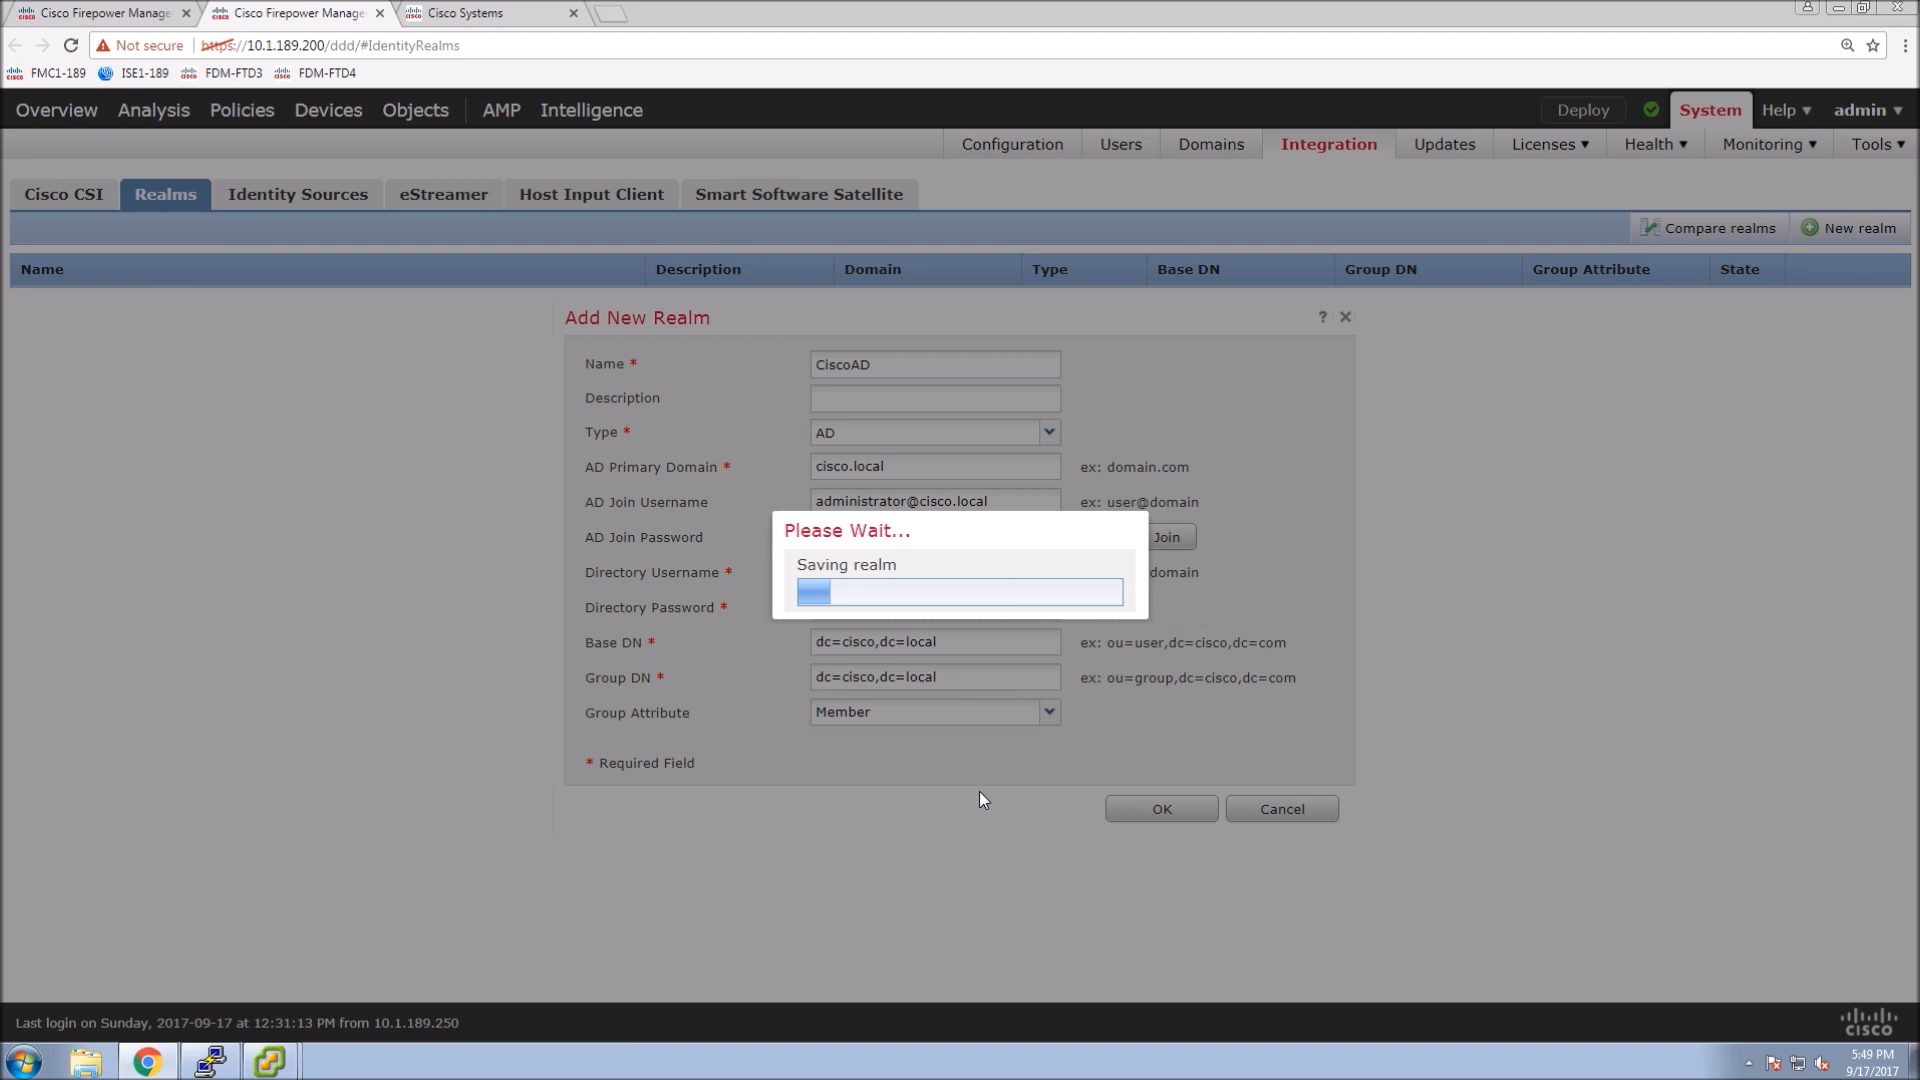 Cisco Firepower Manage
Cisco Firepower Manage
Cisco Systems
Not secure
https://10.1.189.200/ddd/#IdentityRealms
FMC1-189 ISE1-189 FDM-FTD3 FDM-FTD4
Overview Analysis Policies Devices Objects AMP Intelligence Deploy System Help ▾ admin ▾
Configuration Users Domains Integration Updates Licenses ▾ Health ▾ Monitoring ▾ Tools ▾
Cisco CSI Realms Identity Sources eStreamer Host Input Client Smart Software Satellite
Compare realms New realm
Name Description Domain Type Base DN Group DN Group Attribute State
Add New Realm ?
Name * CiscoAD
Description
Type * AD
AD Primary Domain * cisco.local ex: domain.com
AD Join Username administrator@cisco.local ex: user@domain
Please Wait...
AD Join Password Join
Saving realm
Directory Username * domain
Directory Password *
Base DN * dc=cisco,dc=local ex: ou=user,dc=cisco,dc=com
Group DN * dc=cisco,dc=local ex: ou=group,dc=cisco,dc=com
Group Attribute Member
* Required Field
OK Cancel
Last login on Sunday, 2017-09-17 at 12:31:13 PM from 10.1.189.250
CISCO
5:49 PM
9/17/2017